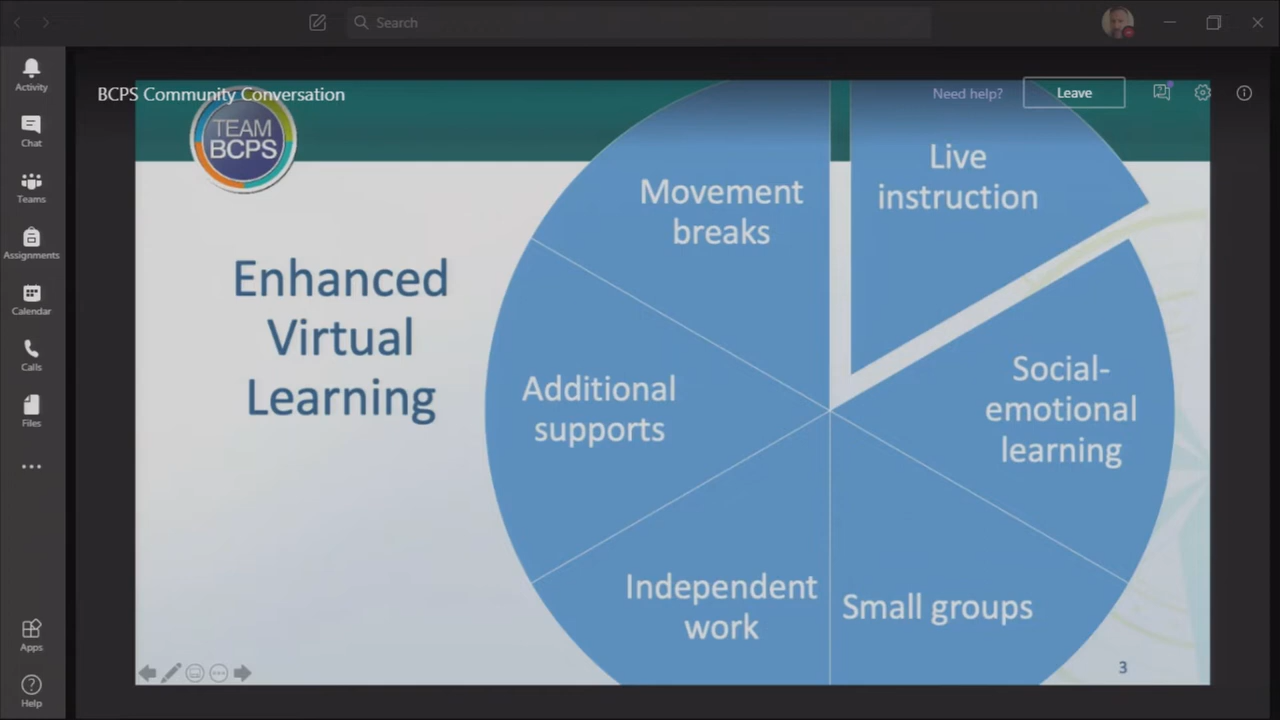 Search
Activity
Chat
Teams
Assignments
Calendar
Calls
Files
Apps
Help
BCPS Community Conversation
Need help?
Leave
TEAM
BCPS
Enhanced
Virtual
Learning
Movement
breaks
Live
instruction
Social-
emotional
learning
Small groups
Independent
work
Additional
supports
3